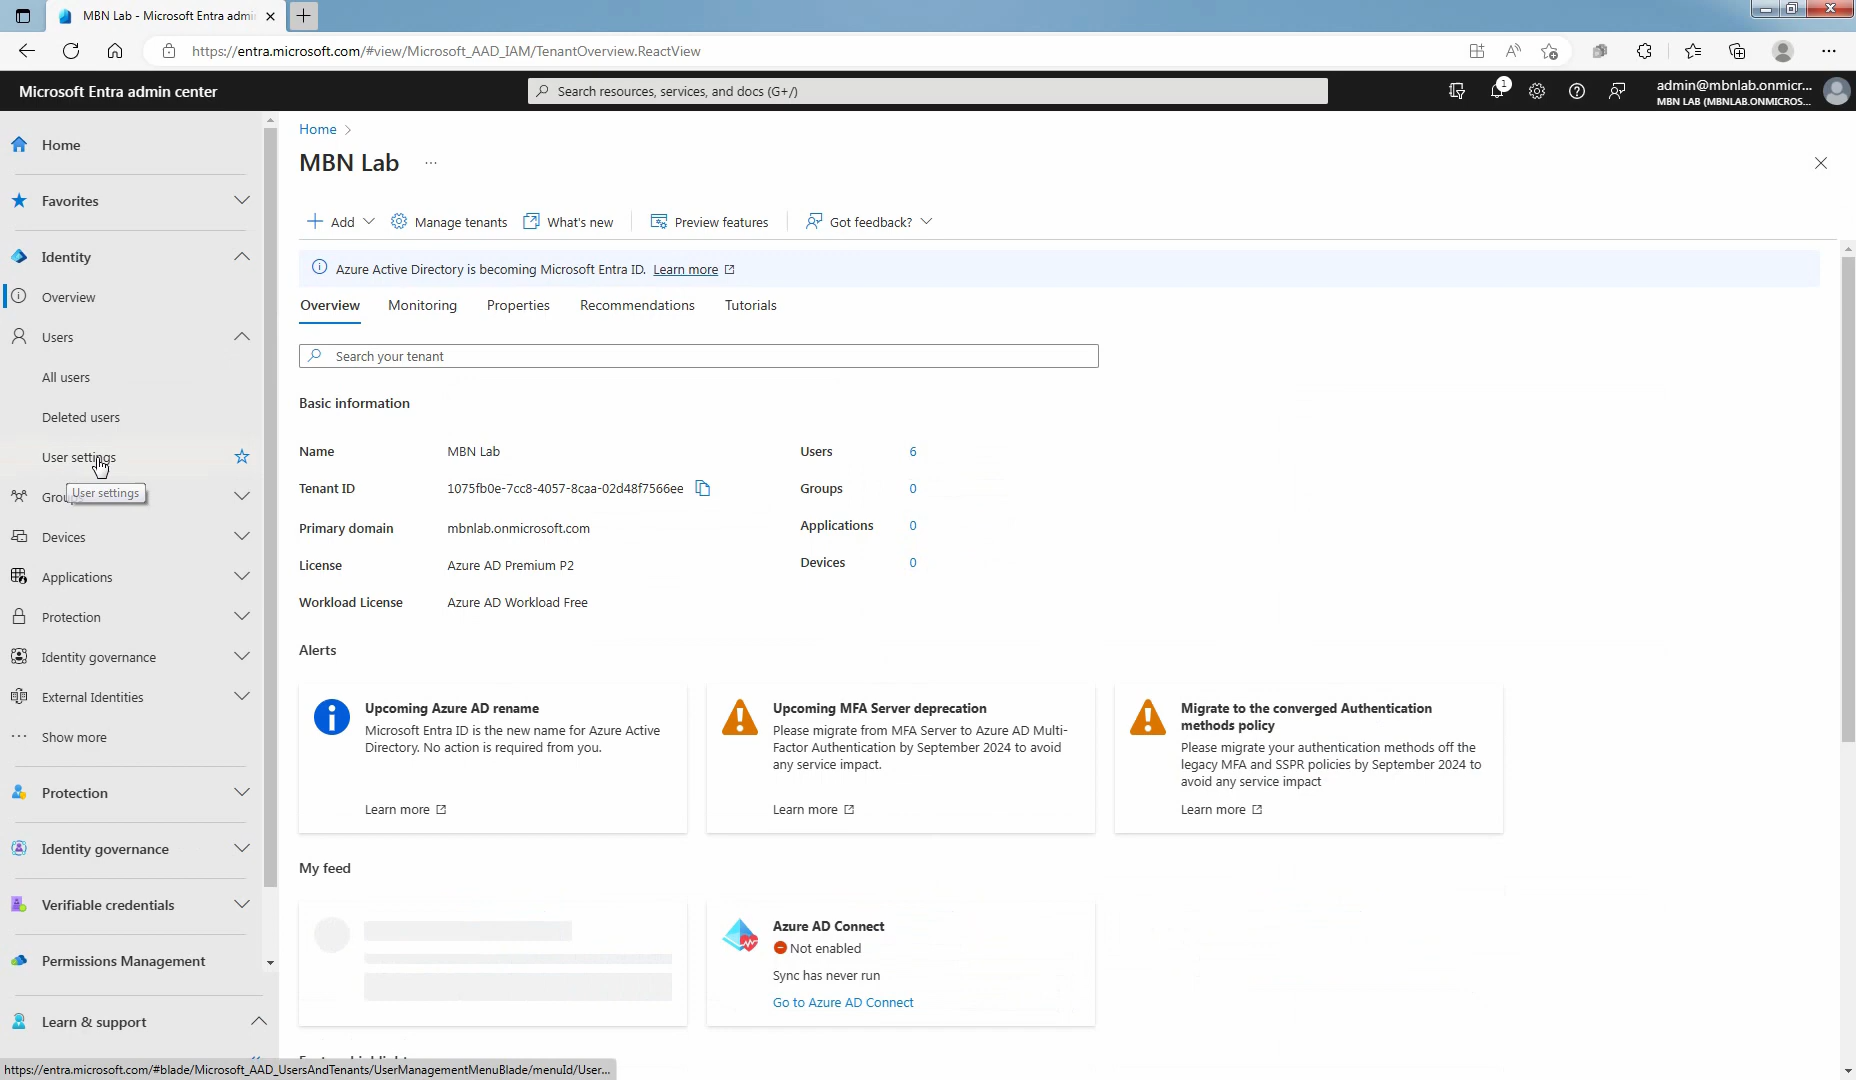 MBN Lab - Microsoft Entra admi
https://entra.microsoft.com/#view/Microsoft_AAD_IAM/TenantOverview.ReactView
Microsoft Entra admin center
Search resources, services, and docs (G+/)
1
admin@mbnlab.onmicr...
MBN LAB (MBNLAB.ONMICROS...
Home
Favorites
Identity
Overview
Users
All users
Deleted users
User settings
User settings
Devices
Applications
Protection
Identity governance
External Identities
Show more
Protection
Identity governance
Verifiable credentials
Permissions Management
Learn & support
Home
MBN Lab ...
Add
Manage tenants
What's new
Preview features
Got feedback?
Azure Active Directory is becoming Microsoft Entra ID. Learn more
Overview
Monitoring
Properties
Recommendations
Tutorials
Search your tenant
Basic information
Name MBN Lab
Tenant ID 1075fb0e-7cc8-4057-8caa-02d48f7566ee
Primary domain mbnlab.onmicrosoft.com
License Azure AD Premium P2
Workload License Azure AD Workload Free
Users 6
Groups 0
Applications 0
Devices 0
Alerts
Upcoming Azure AD rename
Microsoft Entra ID is the new name for Azure Active
Directory. No action is required from you.
Learn more
Upcoming MFA Server deprecation
Please migrate from MFA Server to Azure AD Multi-
Factor Authentication by September 2024 to avoid
any service impact.
Learn more
Migrate to the converged Authentication
methods policy
Please migrate your authentication methods off the
legacy MFA and SSPR policies by September 2024 to
avoid any service impact
Learn more
My feed
Azure AD Connect
Not enabled
Sync has never run
Go to Azure AD Connect
https://entra.microsoft.com/#blade/Microsoft_AAD_UsersAndTenants/UserManagementMenuBlade/menuId/User...